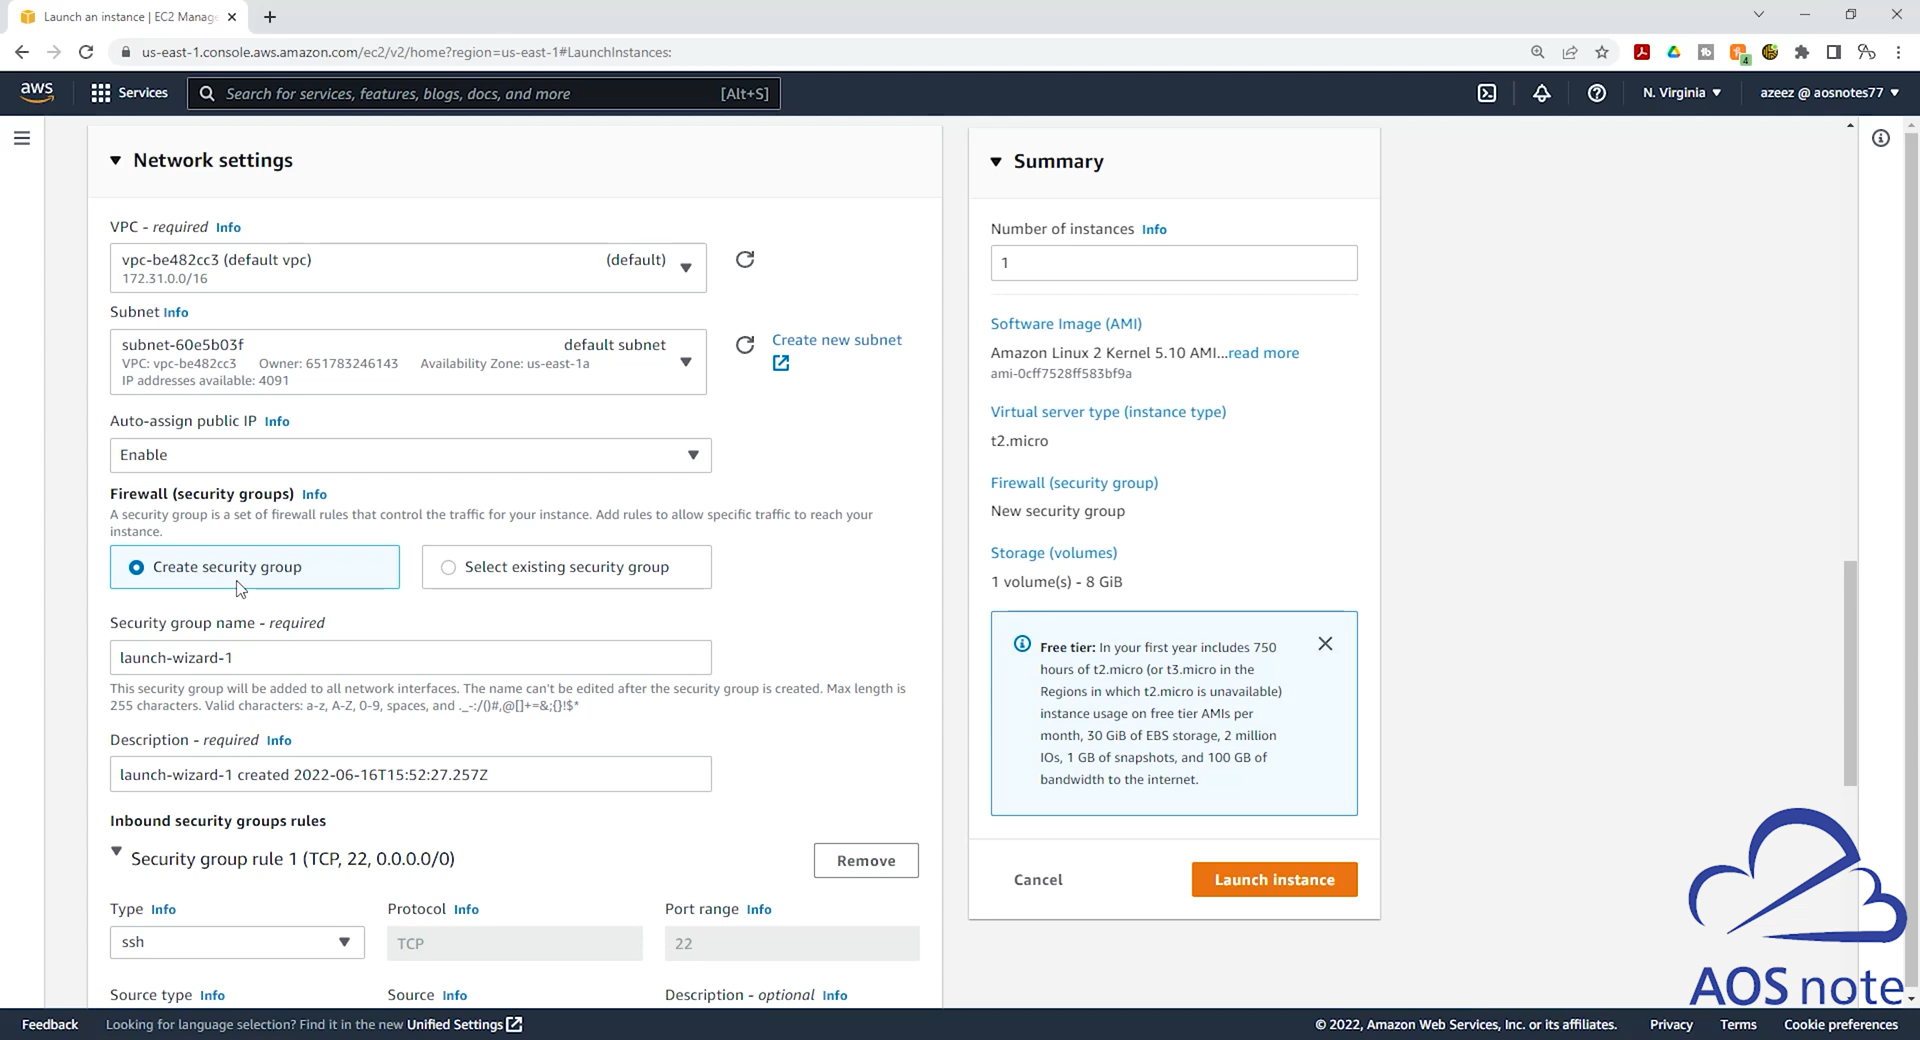 Launch an instance | EC2 Manag
us-east-1.console.aws.amazon.com/ec2/v2/home?region=us-east-1#LaunchInstances:
4
aws
Services
Search for services, features, blogs, docs, and more
[Alt+S]
N. Virginia
azeez @ aosnotes77
Network settings
VPC - required Info
vpc-be482cc3 (default vpc)
(default)
172.31.0.0/16
Subnet Info
subnet-60e5b03f
default subnet
VPC: vpc-be482cc3 Owner: 651783246143 Availability Zone: us-east-1a
IP addresses available: 4091
Create new subnet
Auto-assign public IP Info
Enable
Firewall (security groups) Info
A security group is a set of firewall rules that control the traffic for your instance. Add rules to allow specific traffic to reach your
instance.
Create security group
Select existing security group
Security group name - required
launch-wizard-1
This security group will be added to all network interfaces. The name can't be edited after the security group is created. Max length is
255 characters. Valid characters: a-z, A-Z, 0-9, spaces, and ._-:/()#,@[]+=&;{}!$*
Description - required Info
launch-wizard-1 created 2022-06-16T15:52:27.257Z
Inbound security groups rules
Security group rule 1 (TCP, 22, 0.0.0.0/0)
Remove
Type Info
Protocol Info
Port range Info
ssh
TCP
22
Source type Info
Source Info
Description - optional Info
Summary
Number of instances Info
1
Software Image (AMI)
Amazon Linux 2 Kernel 5.10 AMI...read more
ami-0cff7528ff583bf9a
Virtual server type (instance type)
t2.micro
Firewall (security group)
New security group
Storage (volumes)
1 volume(s) - 8 GiB
Free tier: In your first year includes 750
hours of t2.micro (or t3.micro in the
Regions in which t2.micro is unavailable)
instance usage on free tier AMIs per
month, 30 GiB of EBS storage, 2 million
IOs, 1 GB of snapshots, and 100 GB of
bandwidth to the internet.
Cancel
Launch instance
AOS note
Feedback
Looking for language selection? Find it in the new Unified Settings
© 2022, Amazon Web Services, Inc. or its affiliates.
Privacy
Terms
Cookie preferences